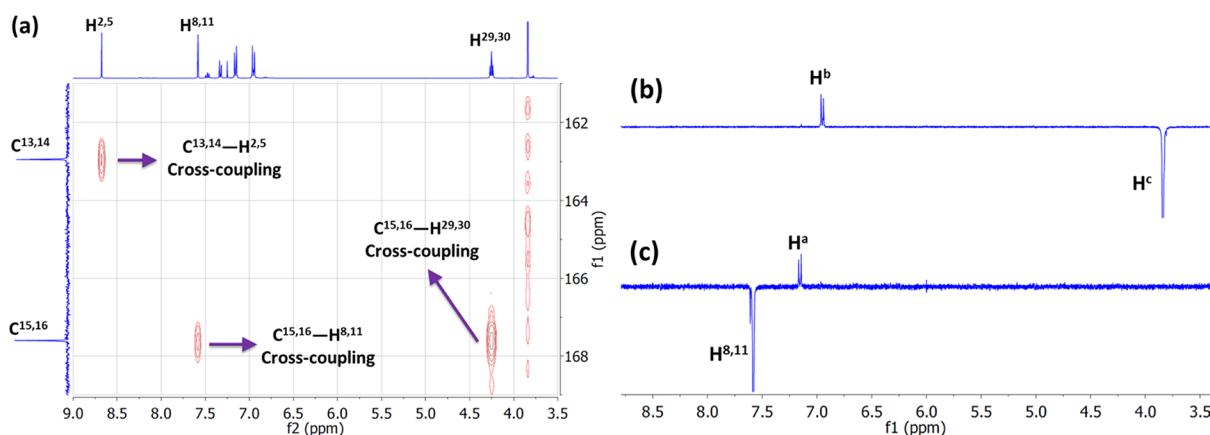 (a)
H2,5
H8,11
H29,30
C13,14
C15,16
C13,14—H2,5
Cross-coupling
C15,16—H29,30
Cross-coupling
C15,16—H8,11
Cross-coupling
162
164
166
168
f1 (ppm)
9.0 8.5 8.0 7.5 7.0 6.5 6.0 5.5 5.0 4.5 4.0 3.5
f2 (ppm)
(b)
Hb
Hc
(c)
Ha
H8,11
8.5 8.0 7.5 7.0 6.5 6.0 5.5 5.0 4.5 4.0 3.5
f1 (ppm)